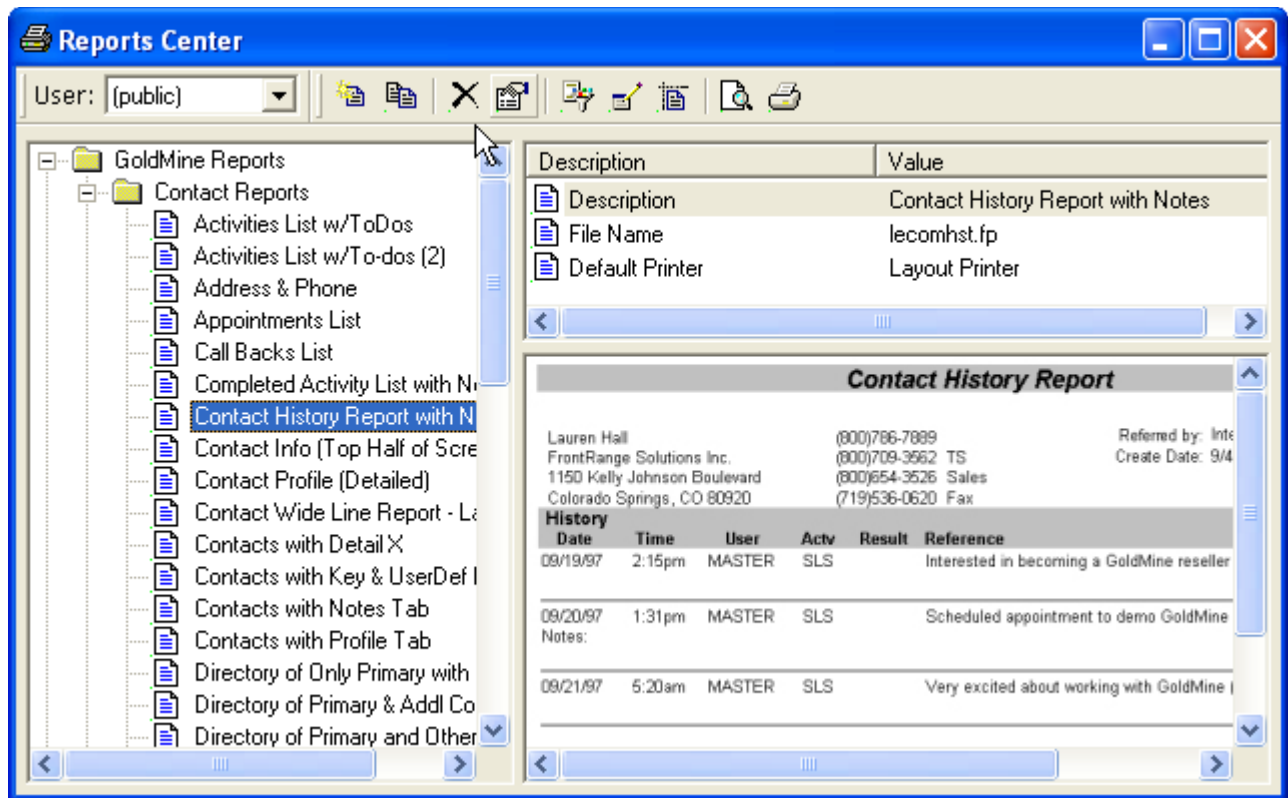 Reports Center
User: (public)
GoldMine Reports
Contact Reports
Activities List w/ToDos
Activities List w/To-dos (2)
Address & Phone
Appointments List
Call Backs List
Completed Activity List with
Contact History Report with N
Contact Info (Top Half of Scre
Contact Profile (Detailed)
Contact Wide Line Report - La
Contacts with Detail X
Contacts with Key & UserDef
Contacts with Notes Tab
Contacts with Profile Tab
Directory of Only Primary with
Directory of Primary & Addl Co
Directory of Primary and Other
Description Value
Description Contact History Report with Notes
File Name lecomhst.fp
Default Printer Layout Printer
Contact History Report
Lauren Hall (800)786-7889 Referred by: Inte
FrontRange Solutions Inc. (800)709-3562 TS Create Date: 9/4
1150 Kelly Johnson Boulevard (800)654-3526 Sales
Colorado Springs, CO 80920 (719)536-0620 Fax
History
Date Time User Actv Result Reference
09/19/97 2:15pm MASTER SLS Interested in becoming a GoldMine reseller
09/20/97 1:31pm MASTER SLS Scheduled appointment to demo GoldMine
Notes:
09/21/97 5:20am MASTER SLS Very excited about working with GoldMine